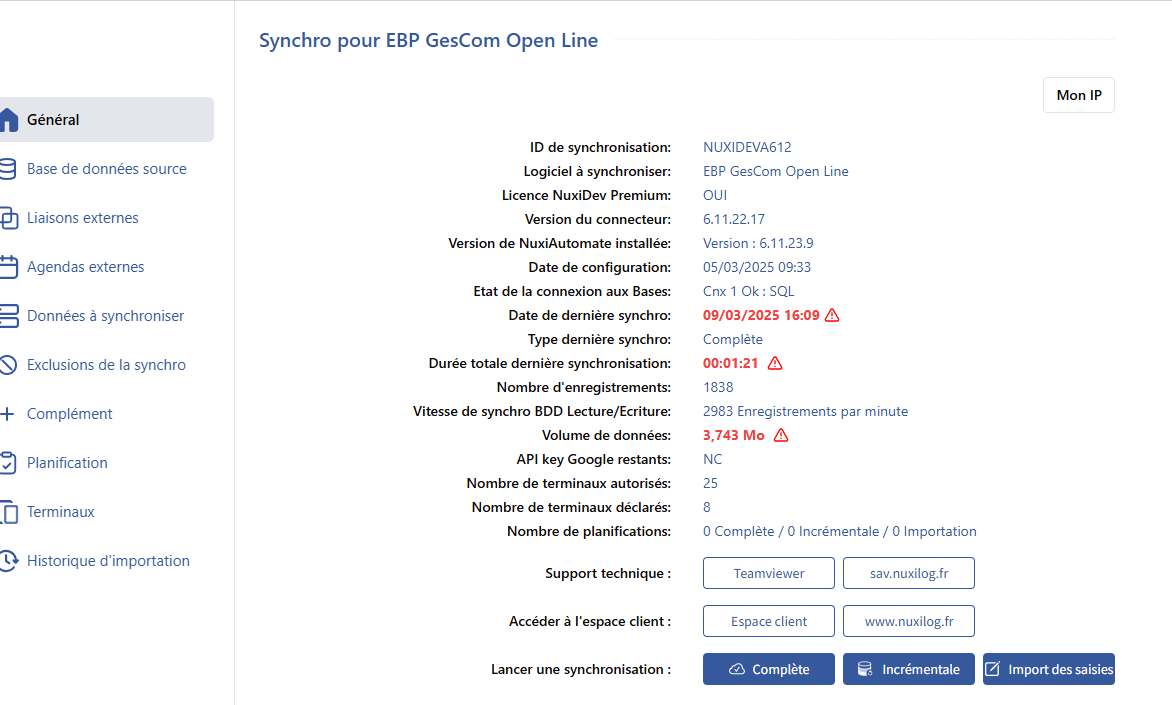 Synchro pour EBP GesCom Open Line
Mon IP
Général
Base de données source
Liaisons externes
Agendas externes
Données à synchroniser
Exclusions de la synchro
Complément
Planification
Terminaux
Historique d'importation
ID de synchronisation: NUXIDEVA612
Logiciel à synchroniser: EBP GesCom Open Line
Licence NuxiDev Premium: OUI
Version du connecteur: 6.11.22.17
Version de NuxiAutomate installée: Version : 6.11.23.9
Date de configuration: 05/03/2025 09:33
Etat de la connexion aux Bases: Cnx 1 Ok : SQL
Date de dernière synchro: 09/03/2025 16:09
Type dernière synchro: Complète
Durée totale dernière synchronisation: 00:01:21
Nombre d'enregistrements: 1838
Vitesse de synchro BDD Lecture/Ecriture: 2983 Enregistrements par minute
Volume de données: 3,743 Mo
API key Google restants: NC
Nombre de terminaux autorisés: 25
Nombre de terminaux déclarés: 8
Nombre de planifications: 0 Complète / 0 Incrémentale / 0 Importation
Support technique : Teamviewer sav.nuxilog.fr
Accéder à l'espace client : Espace client www.nuxilog.fr
Lancer une synchronisation : Complète Incrémentale Import des saisies